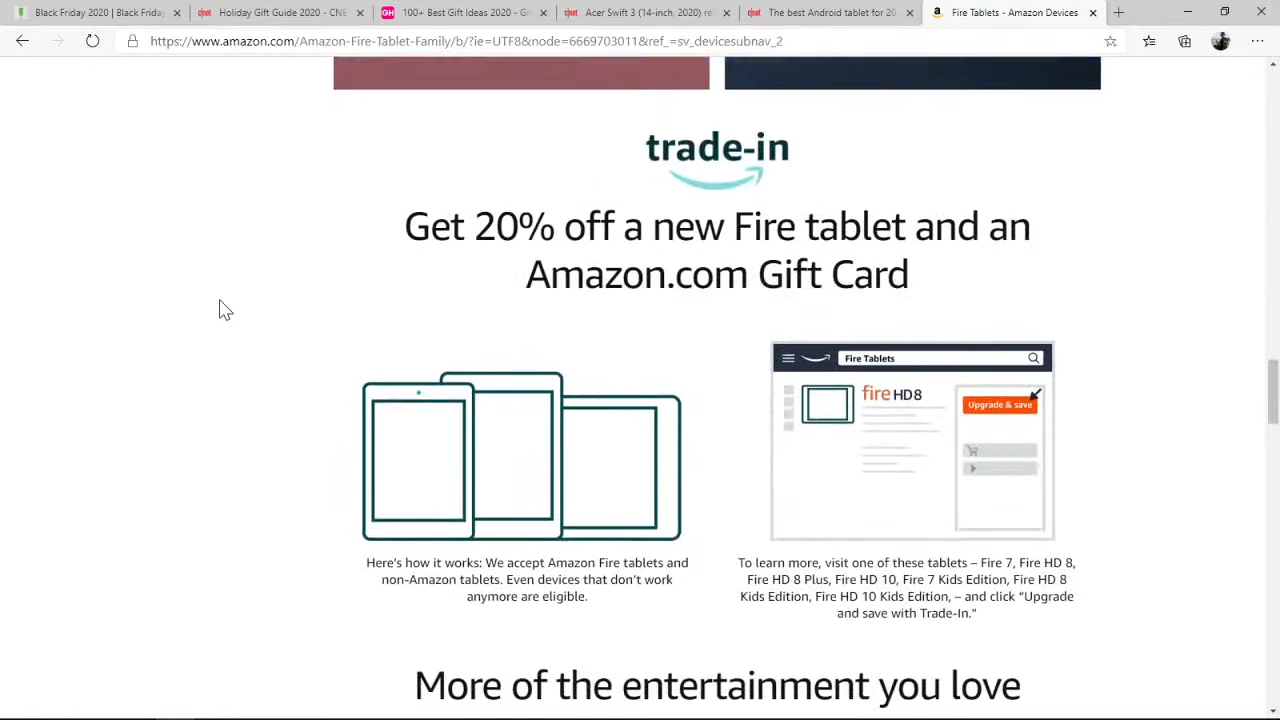 Black Friday 2020 | Black Friday
Holiday Gift Guide 2020 - CNE
100+ Best Gift Ideas 2020 - Gr
Acer Swift 3 (14-inch, 2020) re
The best Android tablet for 20
Fire Tablets - Amazon Devices
https://www.amazon.com/Amazon-Fire-Tablet-Family/b/?ie=UTF8&node=6669703011&ref_=sv_devicesubnav_2
trade-in
Get 20% off a new Fire tablet and an
Amazon.com Gift Card
Fire Tablets
fire HD8
Upgrade & save
Here's how it works: We accept Amazon Fire tablets and
non-Amazon tablets. Even devices that don't work
anymore are eligible.
To learn more, visit one of these tablets – Fire 7, Fire HD 8,
Fire HD 8 Plus, Fire HD 10, Fire 7 Kids Edition, Fire HD 8
Kids Edition, Fire HD 10 Kids Edition, – and click “Upgrade
and save with Trade-In.”
More of the entertainment you love